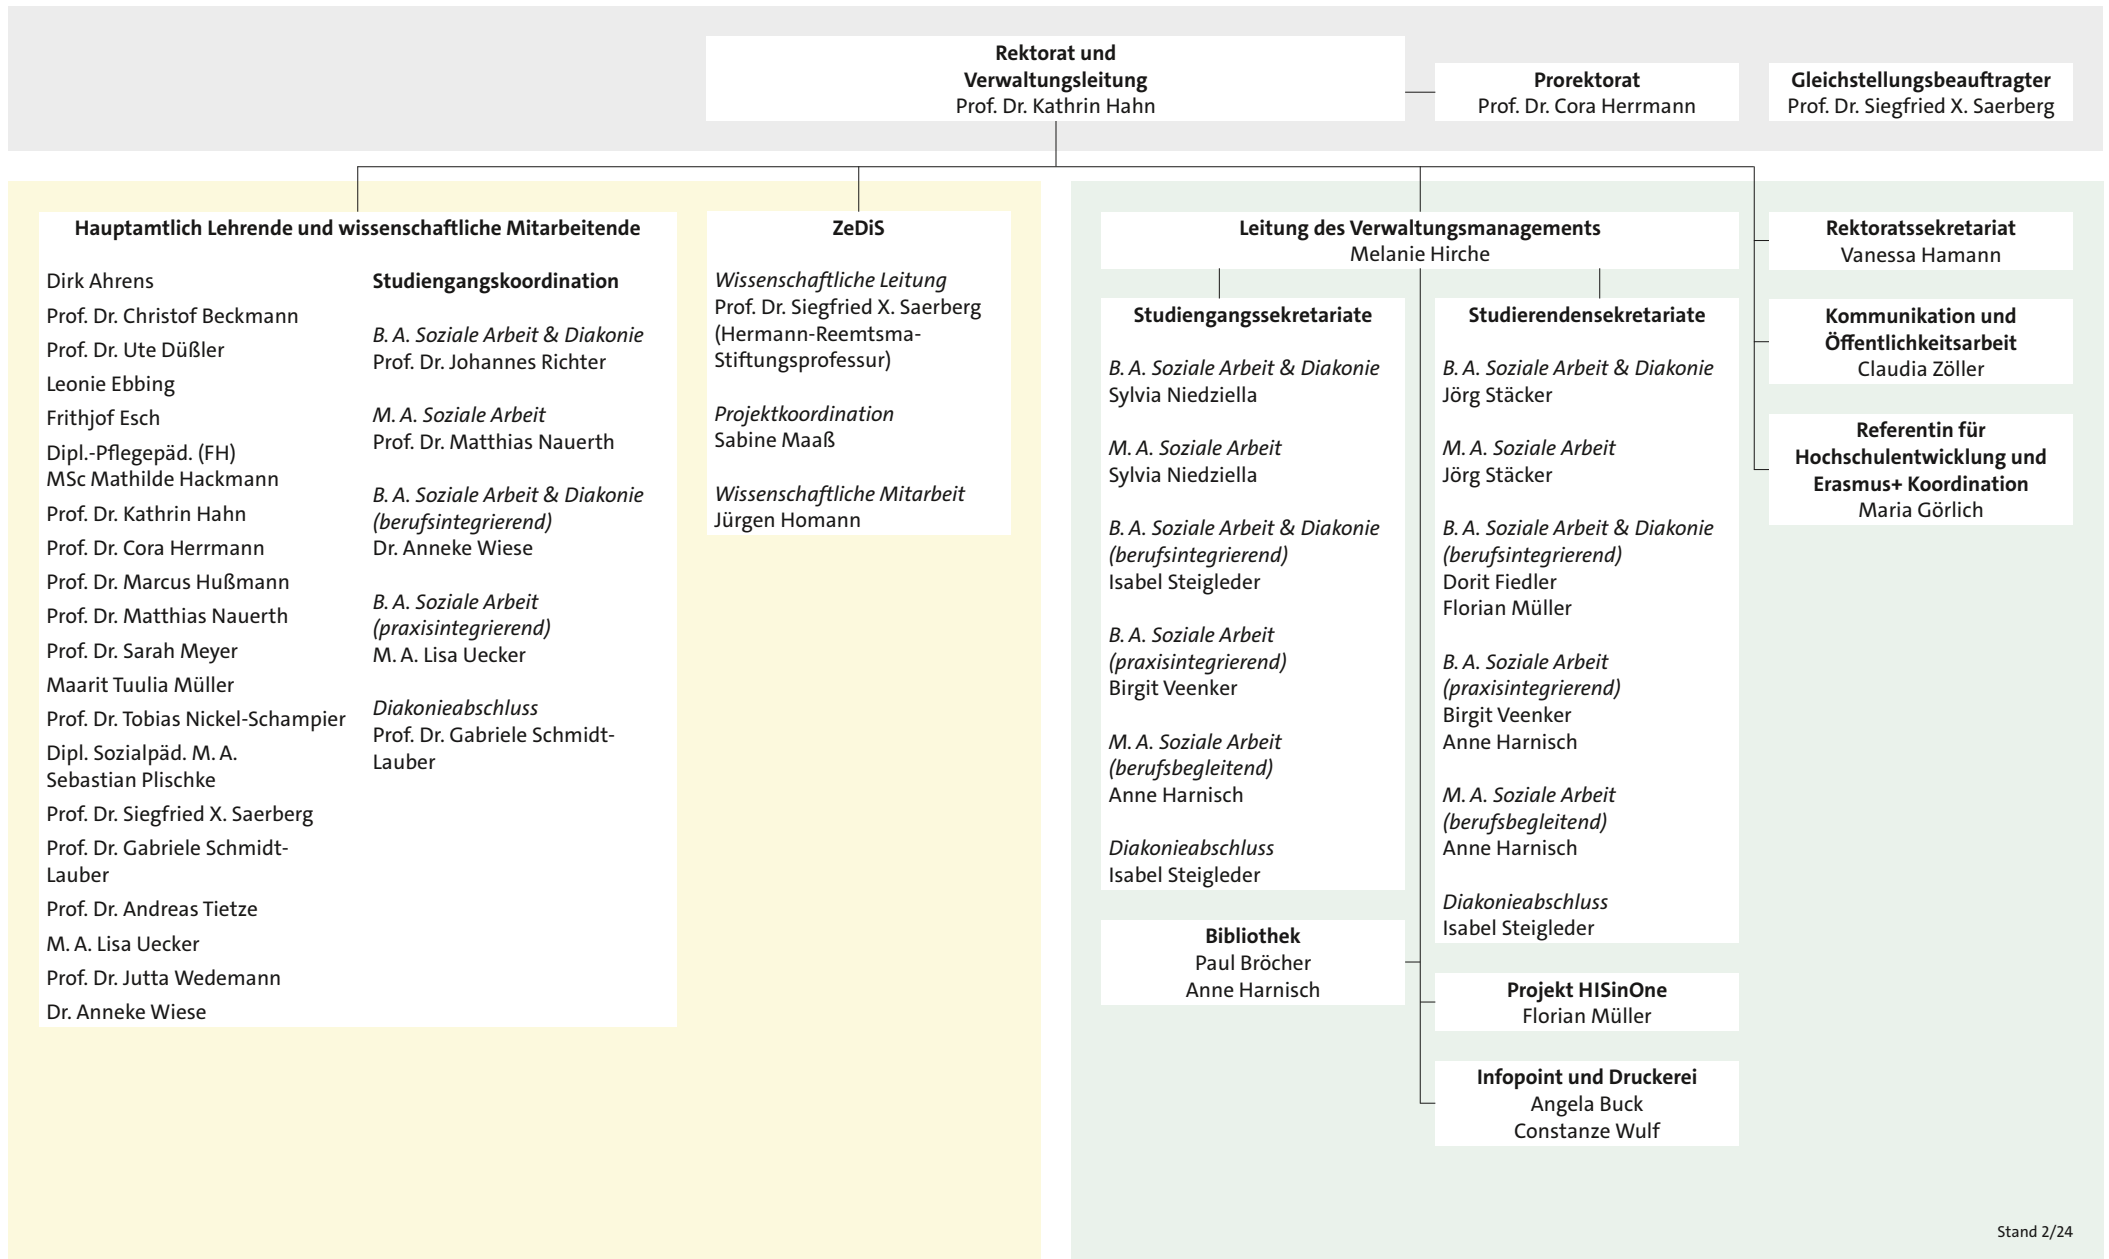 Rektorat und
Verwaltungsleitung
Prof. Dr. Kathrin Hahn
Prorektorat
Prof. Dr. Cora Herrmann
Gleichstellungsbeauftragter
Prof. Dr. Siegfried X. Saerberg
Hauptamtlich Lehrende und wissenschaftliche Mitarbeitende
Dirk Ahrens
Prof. Dr. Christof Beckmann
Prof. Dr. Ute Düßler
Leonie Ebbing
Frithjof Esch
Dipl.-Pflegepäd. (FH)
MSc Mathilde Hackmann
Prof. Dr. Kathrin Hahn
Prof. Dr. Cora Herrmann
Prof. Dr. Marcus Hußmann
Prof. Dr. Matthias Nauerth
Prof. Dr. Sarah Meyer
Maarit Tuulia Müller
Prof. Dr. Tobias Nickel-Schampier
Dipl. Sozialpäd. M. A.
Sebastian Plischke
Prof. Dr. Siegfried X. Saerberg
Prof. Dr. Gabriele Schmidt-
Lauber
Prof. Dr. Andreas Tietze
M. A. Lisa Uecker
Prof. Dr. Jutta Wedemann
Dr. Anneke Wiese
Studiengangskoordination
B. A. Soziale Arbeit & Diakonie
Prof. Dr. Johannes Richter
M. A. Soziale Arbeit
Prof. Dr. Matthias Nauerth
B. A. Soziale Arbeit & Diakonie
(berufsintegrierend)
Dr. Anneke Wiese
B. A. Soziale Arbeit
(praxisintegrierend)
M. A. Lisa Uecker
Diakonieabschluss
Prof. Dr. Gabriele Schmidt-
Lauber
ZeDiS
Wissenschaftliche Leitung
Prof. Dr. Siegfried X. Saerberg
(Hermann-Reemtsma-
Stiftungsprofessur)
Projektkoordination
Sabine Maaß
Wissenschaftliche Mitarbeit
Jürgen Homann
Leitung des Verwaltungsmanagements
Melanie Hirche
Studiengangssekretariate
B. A. Soziale Arbeit & Diakonie
Sylvia Niedziella
M. A. Soziale Arbeit
Sylvia Niedziella
B. A. Soziale Arbeit & Diakonie
(berufsintegrierend)
Isabel Steigleder
B. A. Soziale Arbeit
(praxisintegrierend)
Birgit Veenker
M. A. Soziale Arbeit
(berufsbegleitend)
Anne Harnisch
Diakonieabschluss
Isabel Steigleder
Studierendensekretariate
B. A. Soziale Arbeit & Diakonie
Jörg Stäcker
M. A. Soziale Arbeit
Jörg Stäcker
B. A. Soziale Arbeit & Diakonie
(berufsintegrierend)
Dorit Fiedler
Florian Müller
B. A. Soziale Arbeit
(praxisintegrierend)
Birgit Veenker
Anne Harnisch
M. A. Soziale Arbeit
(berufsbegleitend)
Anne Harnisch
Diakonieabschluss
Isabel Steigleder
Bibliothek
Paul Bröcher
Anne Harnisch
Projekt HISinOne
Florian Müller
Infopoint und Druckerei
Angela Buck
Constanze Wulf
Rektoratssekretariat
Vanessa Hamann
Kommunikation und
Öffentlichkeitsarbeit
Claudia Zöller
Referentin für
Hochschulentwicklung und
Erasmus+ Koordination
Maria Görlich
Stand 2/24